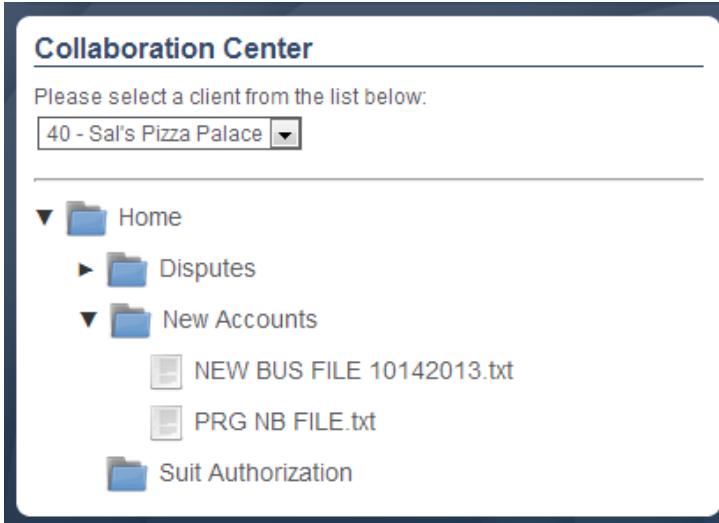 Collaboration Center
Please select a client from the list below:
40 - Sal's Pizza Palace
Home
Disputes
New Accounts
NEW BUS FILE 10142013.txt
PRG NB FILE.txt
Suit Authorization